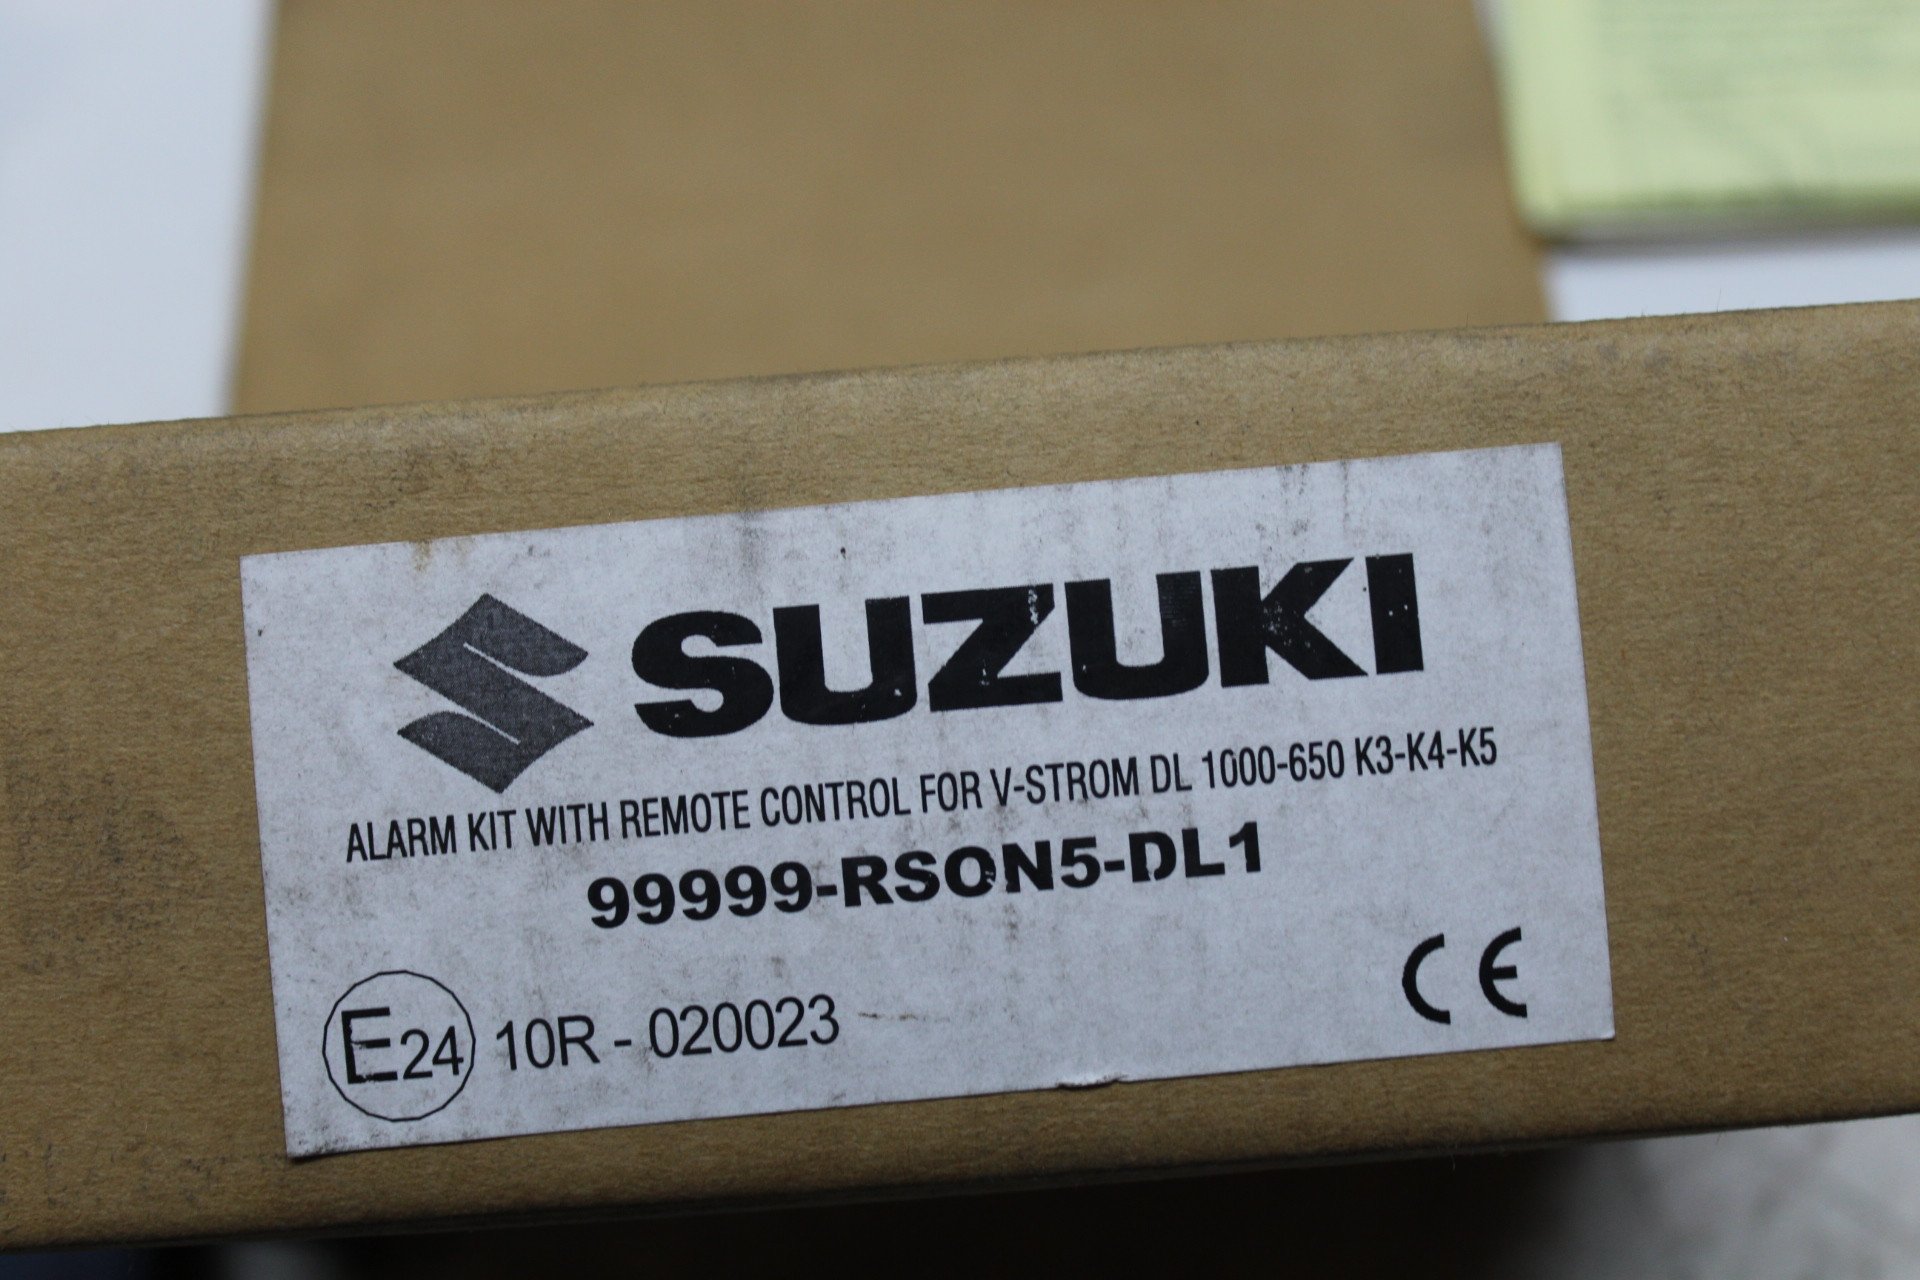 SUZUKI
ALARM KIT WITH REMOTE CONTROL FOR V-STROM DL 1000-650 K3-K4-K5
99999-RSON5-DL1
E24 10R - 020023
CE